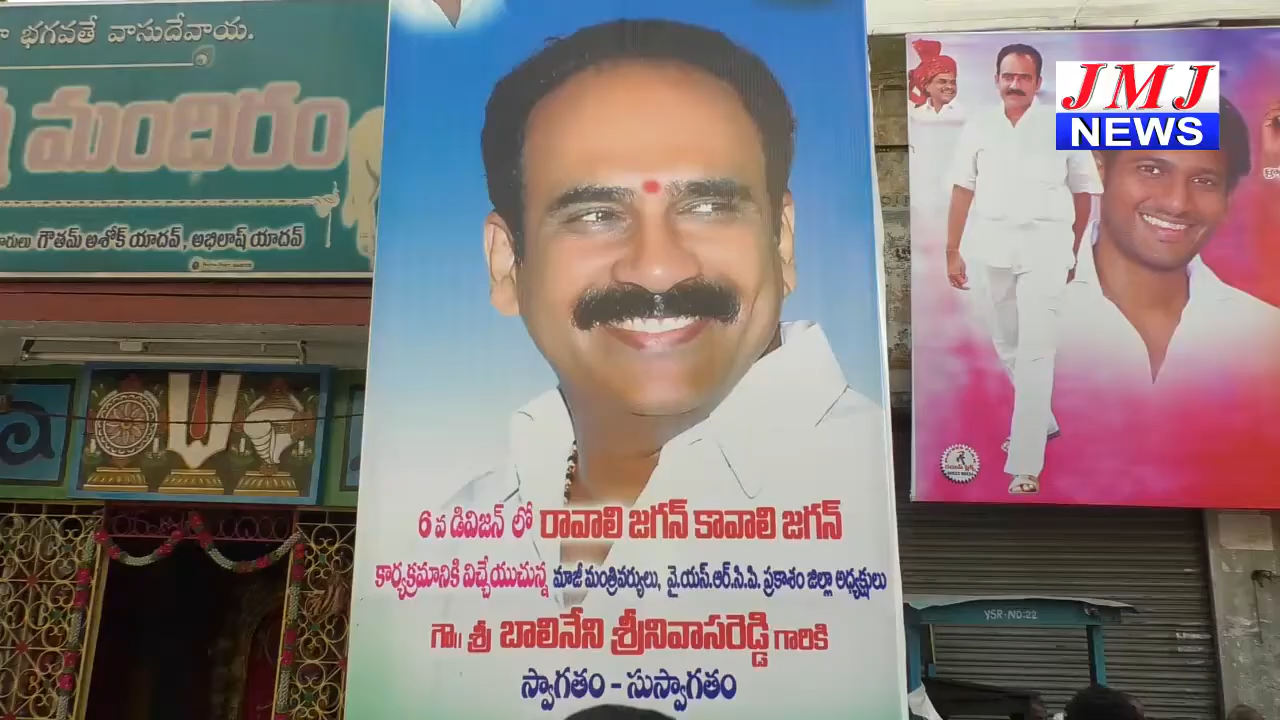 భగవతే వాసుదేవాయ.
మందిరం
గౌతమ్ అశోక్ యాదవ్, అభిలాష్ యాదవ్
JMJ
NEWS
6 వ డివిజన్ లో రావాలి జగన్ కావాలి జగన్
కార్యక్రమానికి విచ్చేయుచున్న మాజీ మంత్రివర్యులు, వై.యస్.ఆర్.సి.పి. ప్రకాశం జిల్లా అధ్యక్షులు
గౌ॥ శ్రీ బాలినేని శ్రీనివాసరెడ్డి గారికి
స్వాగతం - సుస్వాగతం
YSR-NO:22